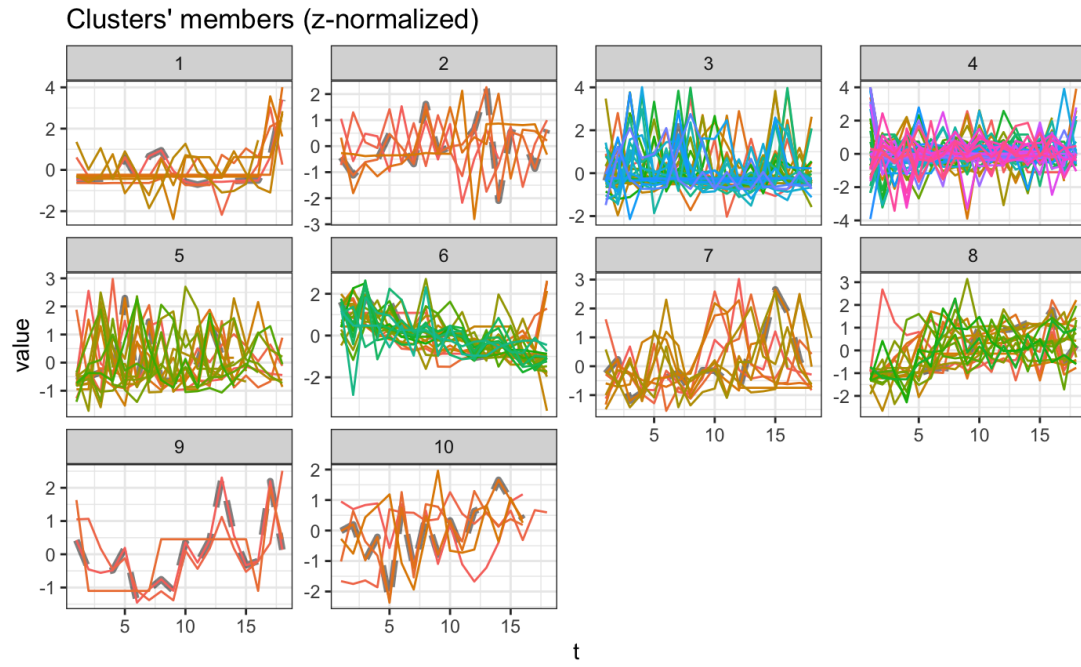 Clusters' members (z-normalized)
1 2 3 4
4 2 0 -2
2 1 0 -1 -2 -3
4 2 0 -2
4 2 0 -2 -4
5 6 7 8
3 2 1 0 -1
2 0 -2
3 2 1 0 -1
3 2 1 0 -1 -2
5 10 15
5 10 15
value
9 10
2 1 0 -1
2 1 0 -1 -2
5 10 15
5 10 15
t